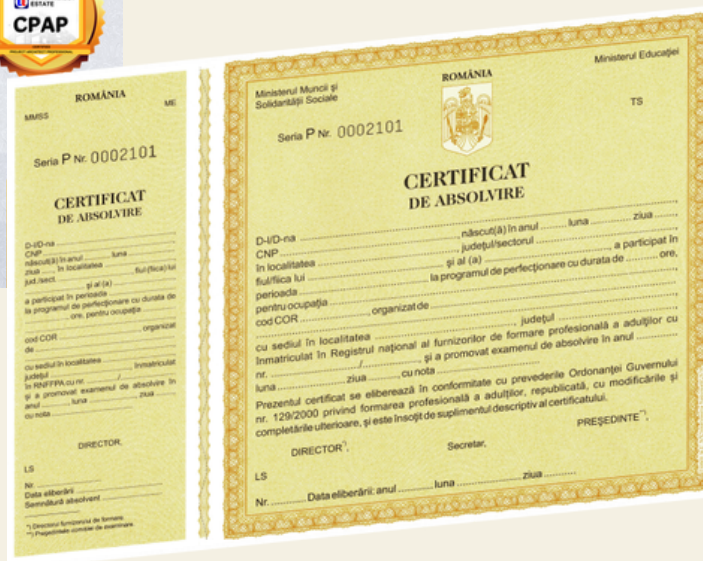 ESTATE
CPAP
ROMÂNIA
MMSS ME
Seria P Nr. 0002101
CERTIFICAT
DE ABSOLVIRE
D-l/D-na ..........,
CNP ..........,
născut(ă) în anul .......... luna ..........,
ziua ...... în localitatea ..........,
jud./sect. .......... fiul (fiica) lui
.......... și al (a) ..........,
a participat în perioada ..........
la programul de perfecționare cu durata de
.......... ore, pentru ocupația ..........
cod COR .........., organizat
de ..........
cu sediul în localitatea ..........,
județul .......... înmatriculat
în RNFFPA cu nr. ........../..........
și a promovat examenul de absolvire în
anul .......... luna .......... ziua ..........
cu nota ..........
DIRECTOR,
LS
Nr. ..........
Data eliberării ..........
Semnătură absolvent ..........
*) Directorul furnizorului de formare.
**) Președintele comisiei de examinare.
Ministerul Muncii și
Solidarității Sociale
ROMÂNIA
Ministerul Educației
TS
Seria P Nr. 0002101
CERTIFICAT
DE ABSOLVIRE
D-l/D-na ..........,
CNP .........., născut(ă) în anul .......... luna .......... ziua ..........,
în localitatea .........., județul/sectorul ..........,
fiul/fiica lui .......... și al (a) .........., a participat în
perioada .......... la programul de perfecționare cu durata de .......... ore,
pentru ocupația ..........,
cod COR .........., organizat de ..........
cu sediul în localitatea .........., județul ..........,
înmatriculat în Registrul național al furnizorilor de formare profesională a adulților cu
nr. ........../.......... și a promovat examenul de absolvire în anul ..........
luna .......... ziua .......... cu nota ..........
Prezentul certificat se eliberează în conformitate cu prevederile Ordonanței Guvernului
nr. 129/2000 privind formarea profesională a adulților, republicată, cu modificările și
completările ulterioare, și este însoțit de suplimentul descriptiv al certificatului.
DIRECTOR*), Secretar, PREȘEDINTE**),
LS
Nr. .......... Data eliberării: anul .......... luna .......... ziua ..........